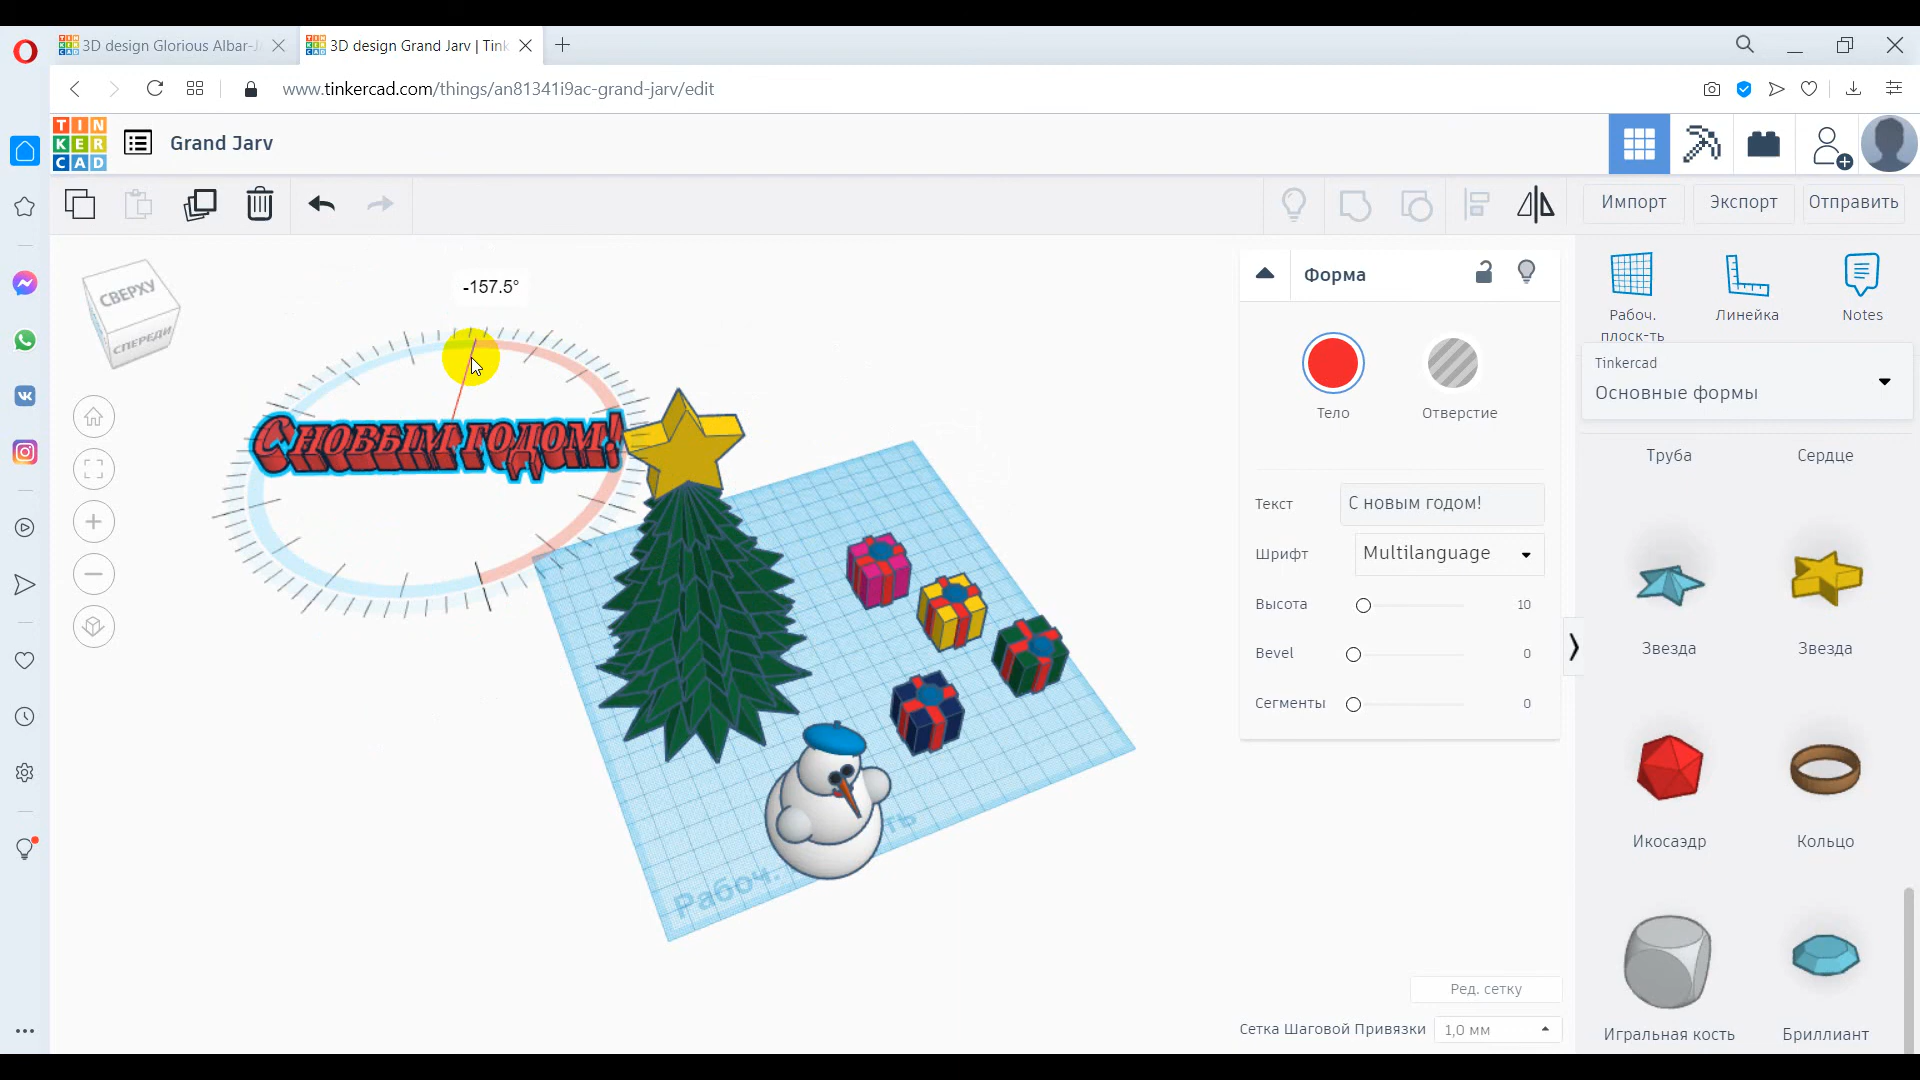 3D design Glorious Albar-J
3D design Grand Jarv | Tink
www.tinkercad.com/things/an81341i9ac-grand-jarv/edit
TIN
KER
CAD
Grand Jarv
Импорт
Экспорт
Отправить
СВЕРХУ
СПЕРЕДИ
-157.5°
С новым годом!
Рабоч.
ть
Форма
Тело
Отверстие
Текст
С новым годом!
Шрифт
Multilanguage
Высота
10
Bevel
0
Сегменты
0
Рабоч.
плоск-ть
Линейка
Notes
Tinkercad
Основные формы
Труба
Сердце
Звезда
Звезда
Икосаэдр
Кольцо
Игральная кость
Бриллиант
Ред. сетку
Сетка Шаговой Привязки
1,0 мм